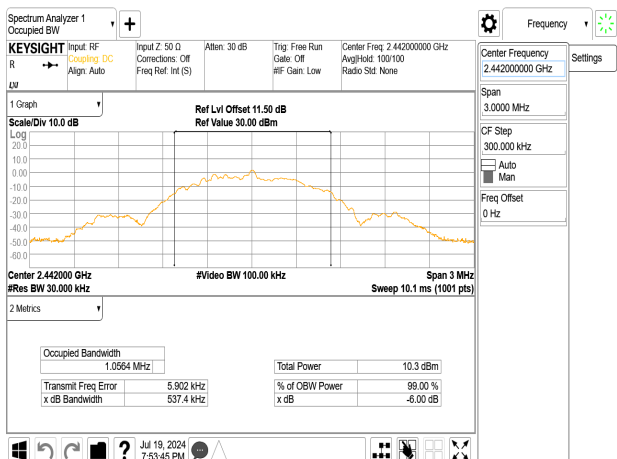 Spectrum Analyzer 1
Occupied BW
Frequency
KEYSIGHT
R
LXI
Input: RF
Coupling: DC
Align: Auto
Input Z: 50 Ω
Corrections: Off
Freq Ref: Int (S)
Atten: 30 dB
Trig: Free Run
Gate: Off
#IF Gain: Low
Center Freq: 2.442000000 GHz
Avg|Hold: 100/100
Radio Std: None
Center Frequency
2.442000000 GHz
Settings
Span
3.0000 MHz
CF Step
300.000 kHz
Auto
Man
Freq Offset
0 Hz
1 Graph
Scale/Div 10.0 dB
Ref Lvl Offset 11.50 dB
Ref Value 30.00 dBm
Log
20.0
10.0
0.00
-10.0
-20.0
-30.0
-40.0
-50.0
-60.0
Center 2.442000 GHz
#Video BW 100.00 kHz
Span 3 MHz
#Res BW 30.000 kHz
Sweep 10.1 ms (1001 pts)
2 Metrics
Occupied Bandwidth
1.0564 MHz
Total Power 10.3 dBm
Transmit Freq Error 5.902 kHz
% of OBW Power 99.00 %
x dB Bandwidth 537.4 kHz
x dB -6.00 dB
?
Jul 19, 2024
7:53:45 PM